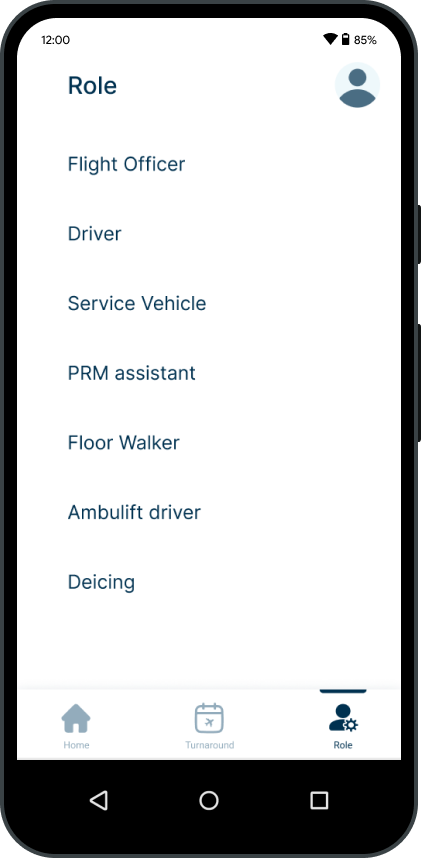 12:00 85%
Role
Flight Officer
Driver
Service Vehicle
PRM assistant
Floor Walker
Ambulift driver
Deicing
Home Turnaround Role